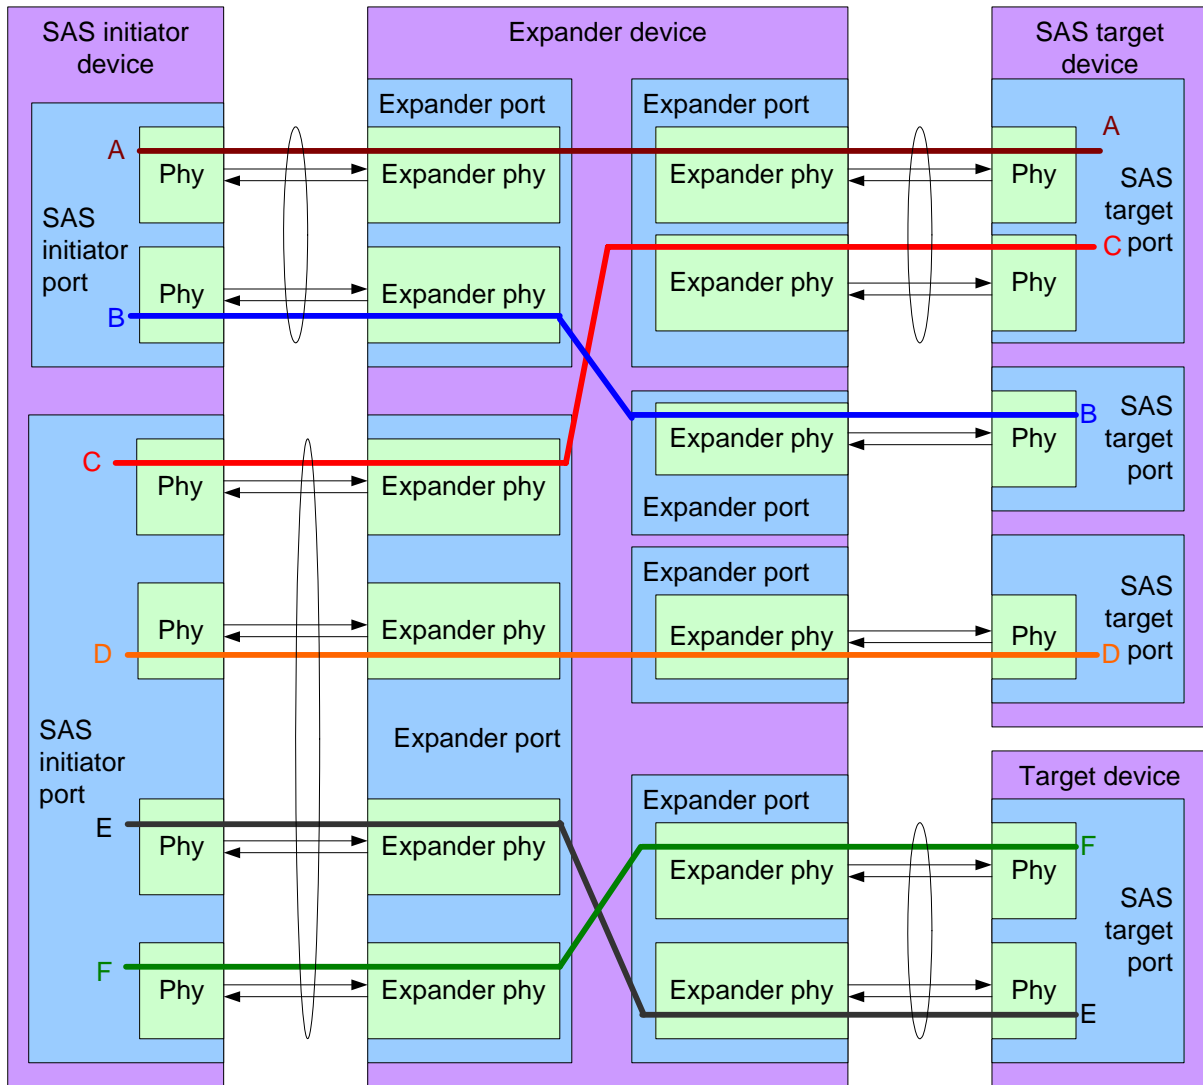 SAS initiator
device
Expander device
SAS target
device
Expander port
Expander port
A
A
Phy
Expander phy
Expander phy
Phy
SAS
target
port
SAS
initiator
port
C
Phy
Expander phy
Expander phy
Phy
B
B
Expander phy
Phy
SAS
target
port
C
Phy
Expander phy
Expander port
Expander port
Phy
Expander phy
Expander phy
Phy
SAS
target
port
D
D
SAS
initiator
port
Expander port
Target device
Expander port
E
F
Phy
Expander phy
Expander phy
Phy
SAS
target
port
F
Phy
Expander phy
Expander phy
Phy
E